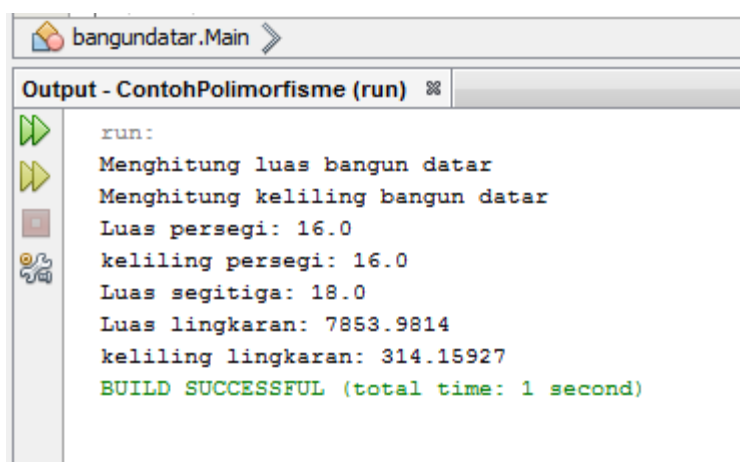 bangundatar.Main
Output - ContohPolimorfisme (run)
run:
Menghitung luas bangun datar
Menghitung keliling bangun datar
Luas persegi: 16.0
keliling persegi: 16.0
Luas segitiga: 18.0
Luas lingkaran: 7853.9814
keliling lingkaran: 314.15927
BUILD SUCCESSFUL (total time: 1 second)